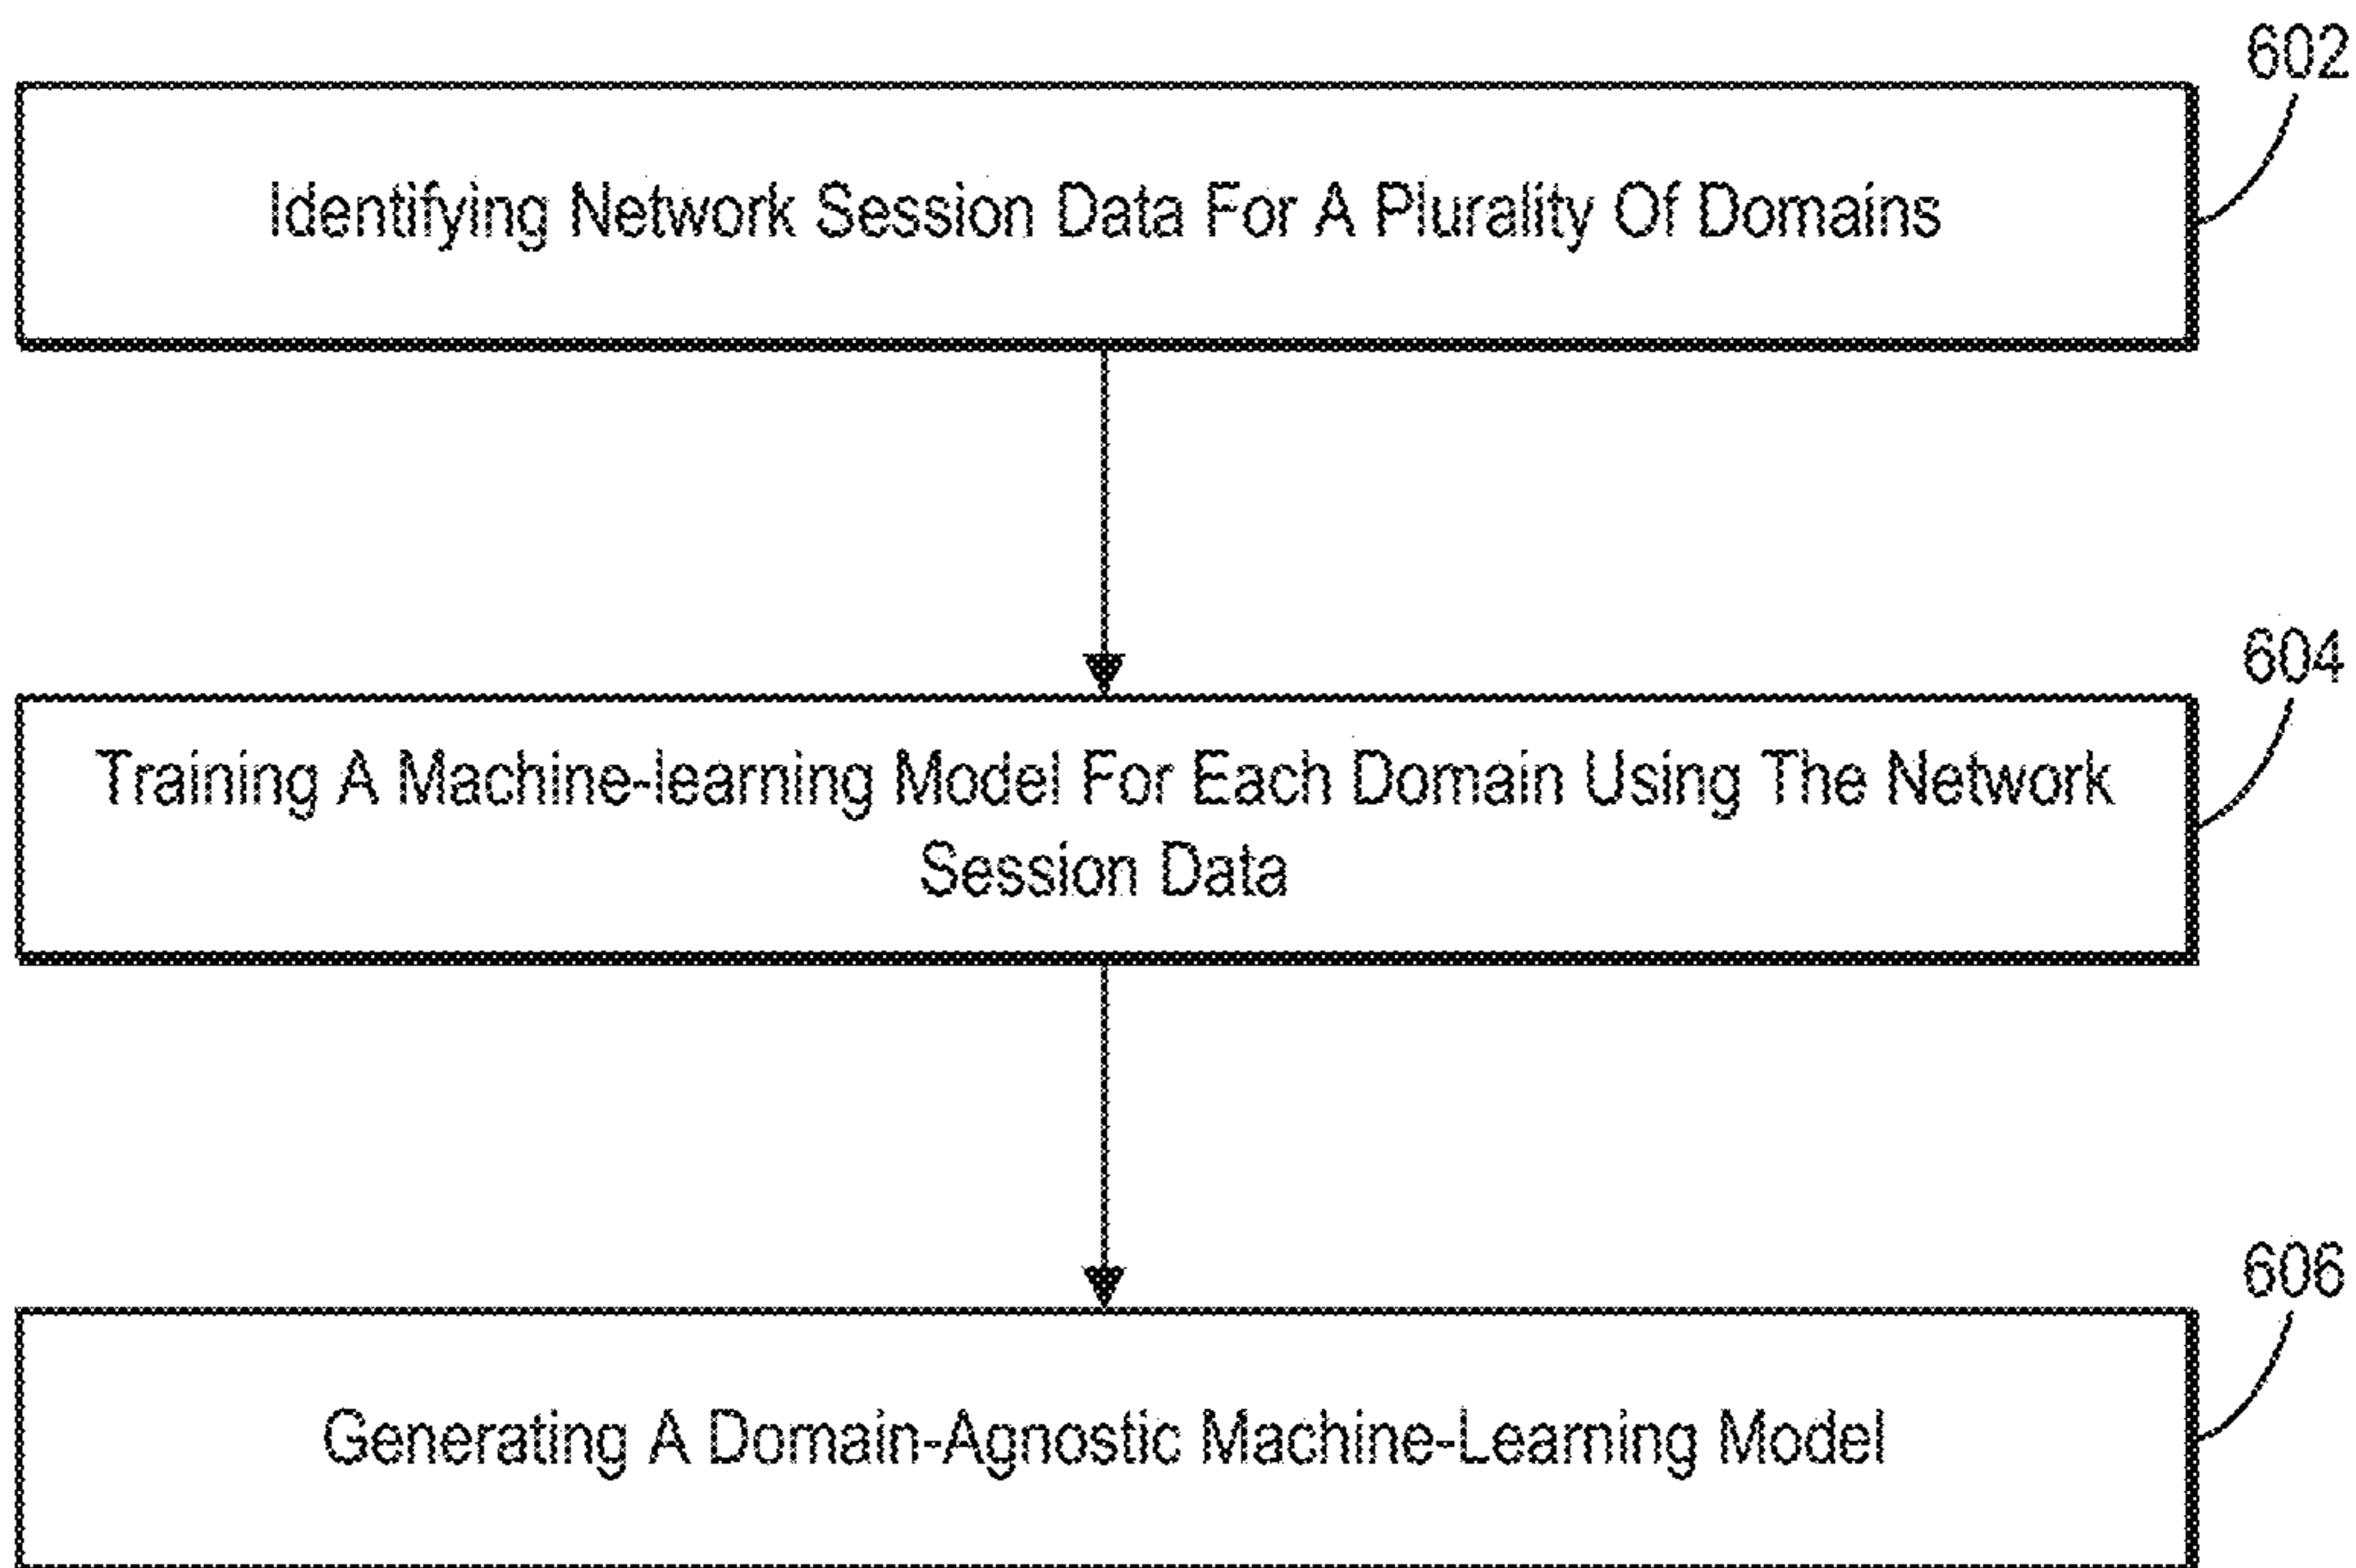 602
Identifying Network Session Data For A Plurality Of Domains
604
Training A Machine-learning Model For Each Domain Using The Network
Session Data
606
Generating A Domain-Agnostic Machine-Learning Model